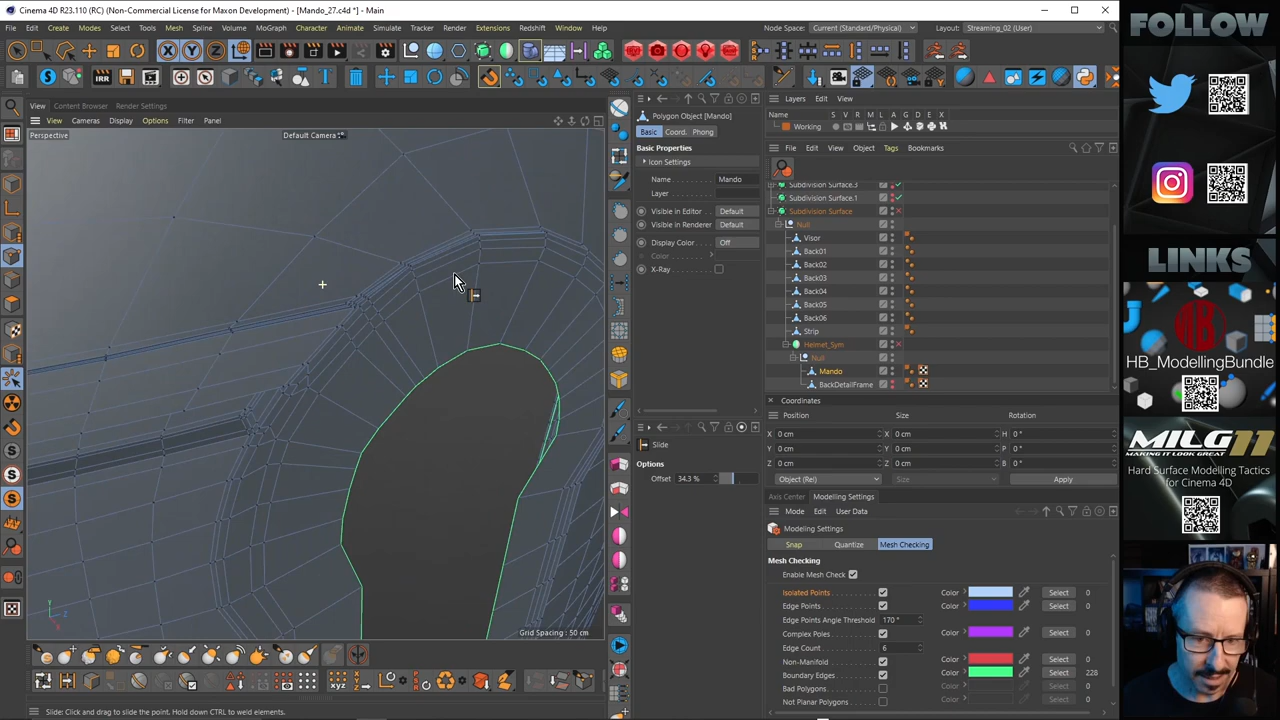 Cinema 4D R23.110 (RC) (Non-Commercial License for Maxon Development) - [Mando_27.c4d *] - Main
File Edit Create Modes Select Tools Mesh Spline Volume MoGraph Character Animate Simulate Tracker Render Extensions Redshift Window Help
Node Space: Current (Standard/Physical) Layout: Streaming_02 (User)
View Content Browser Render Settings
View Cameras Display Options Filter Panel
Perspective
Default Camera
Grid Spacing : 50 cm
Polygon Object [Mando]
Basic Coord. Phong
Basic Properties
Icon Settings
Name Mando
Layer
Visible in Editor Default
Visible in Renderer Default
Display Color Off
Color
X-Ray
Slide
Options
Offset 34.3 %
Layers Edit View
Name S V R M L A G D E X
Working
File Edit View Object Tags Bookmarks
Subdivision Surface.3
Subdivision Surface.1
Subdivision Surface
Null
Visor
Back01
Back02
Back03
Back04
Back05
Back06
Strip
Helmet_Sym
Null
Mando
BackDetailFrame
Coordinates
Position Size Rotation
X 0 cm X 0 cm H 0 °
Y 0 cm Y 0 cm P 0 °
Z 0 cm Z 0 cm B 0 °
Object (Rel) Size Apply
Axis Center Modelling Settings
Mode Edit User Data
Modeling Settings
Snap Quantize Mesh Checking
Mesh Checking
Enable Mesh Check
Isolated Points Color Select 0
Edge Points Color Select 0
Edge Points Angle Threshold 170 °
Complex Poles Color Select 0
Edge Count 6
Non-Manifold Color Select 0
Boundary Edges Color Select 228
Bad Polygons Color Select 0
Not Planar Polygons Color Select 0
Slide: Click and drag to slide the point. Hold down CTRL to weld elements.
FOLLOW
LINKS
HB
HB_ModellingBundle
MILG11
MAKING IT LOOK GREAT
Hard Surface Modelling Tactics
for Cinema 4D